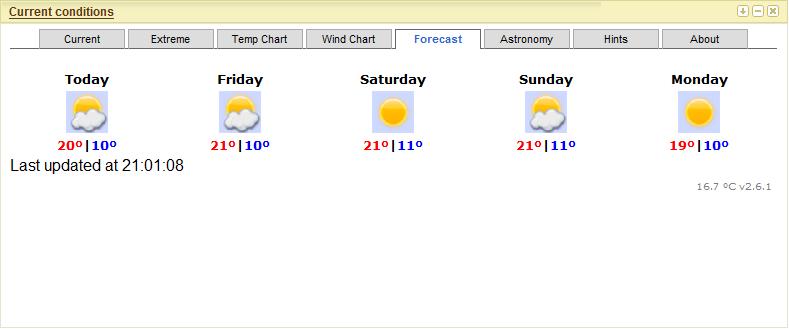 Current conditions
Current Extreme Temp Chart Wind Chart Forecast Astronomy Hints About
Today Friday Saturday Sunday Monday
20º|10º 21º|10º 21º|11º 21º|11º 19º|10º
Last updated at 21:01:08
16.7 ºC v2.6.1